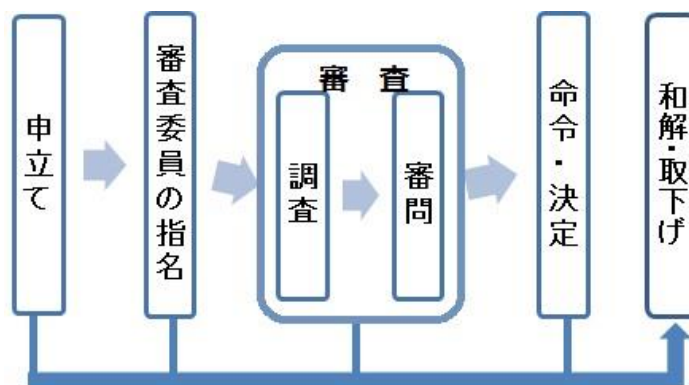 申立て
審査委員の指名
審　査
調査
審問
命令・決定
和解・取下げ